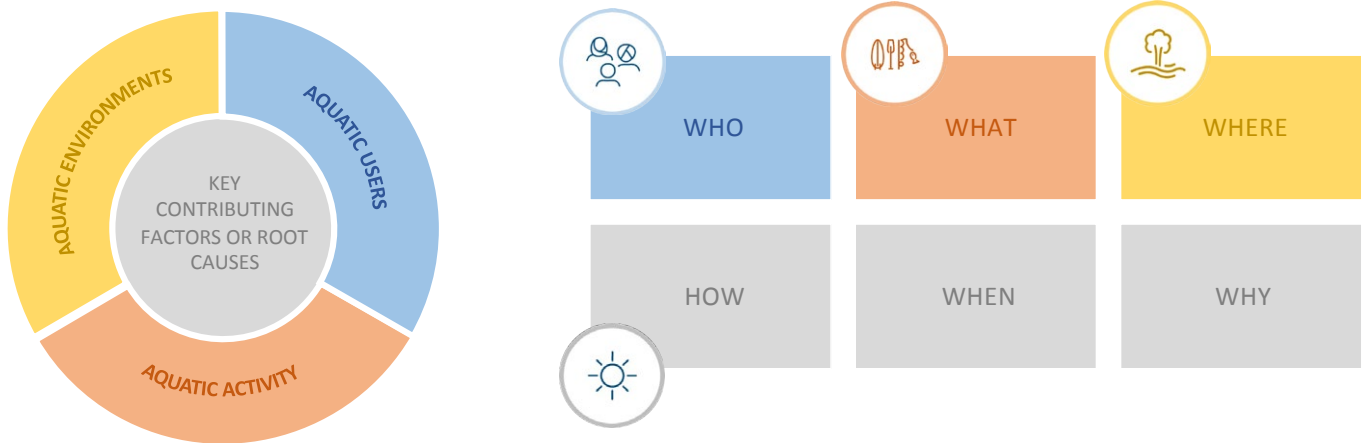 AQUATIC ENVIRONMENTS
AQUATIC USERS
KEY
CONTRIBUTING
FACTORS OR ROOT
CAUSES
AQUATIC ACTIVITY
WHO
WHAT
WHERE
HOW
WHEN
WHY